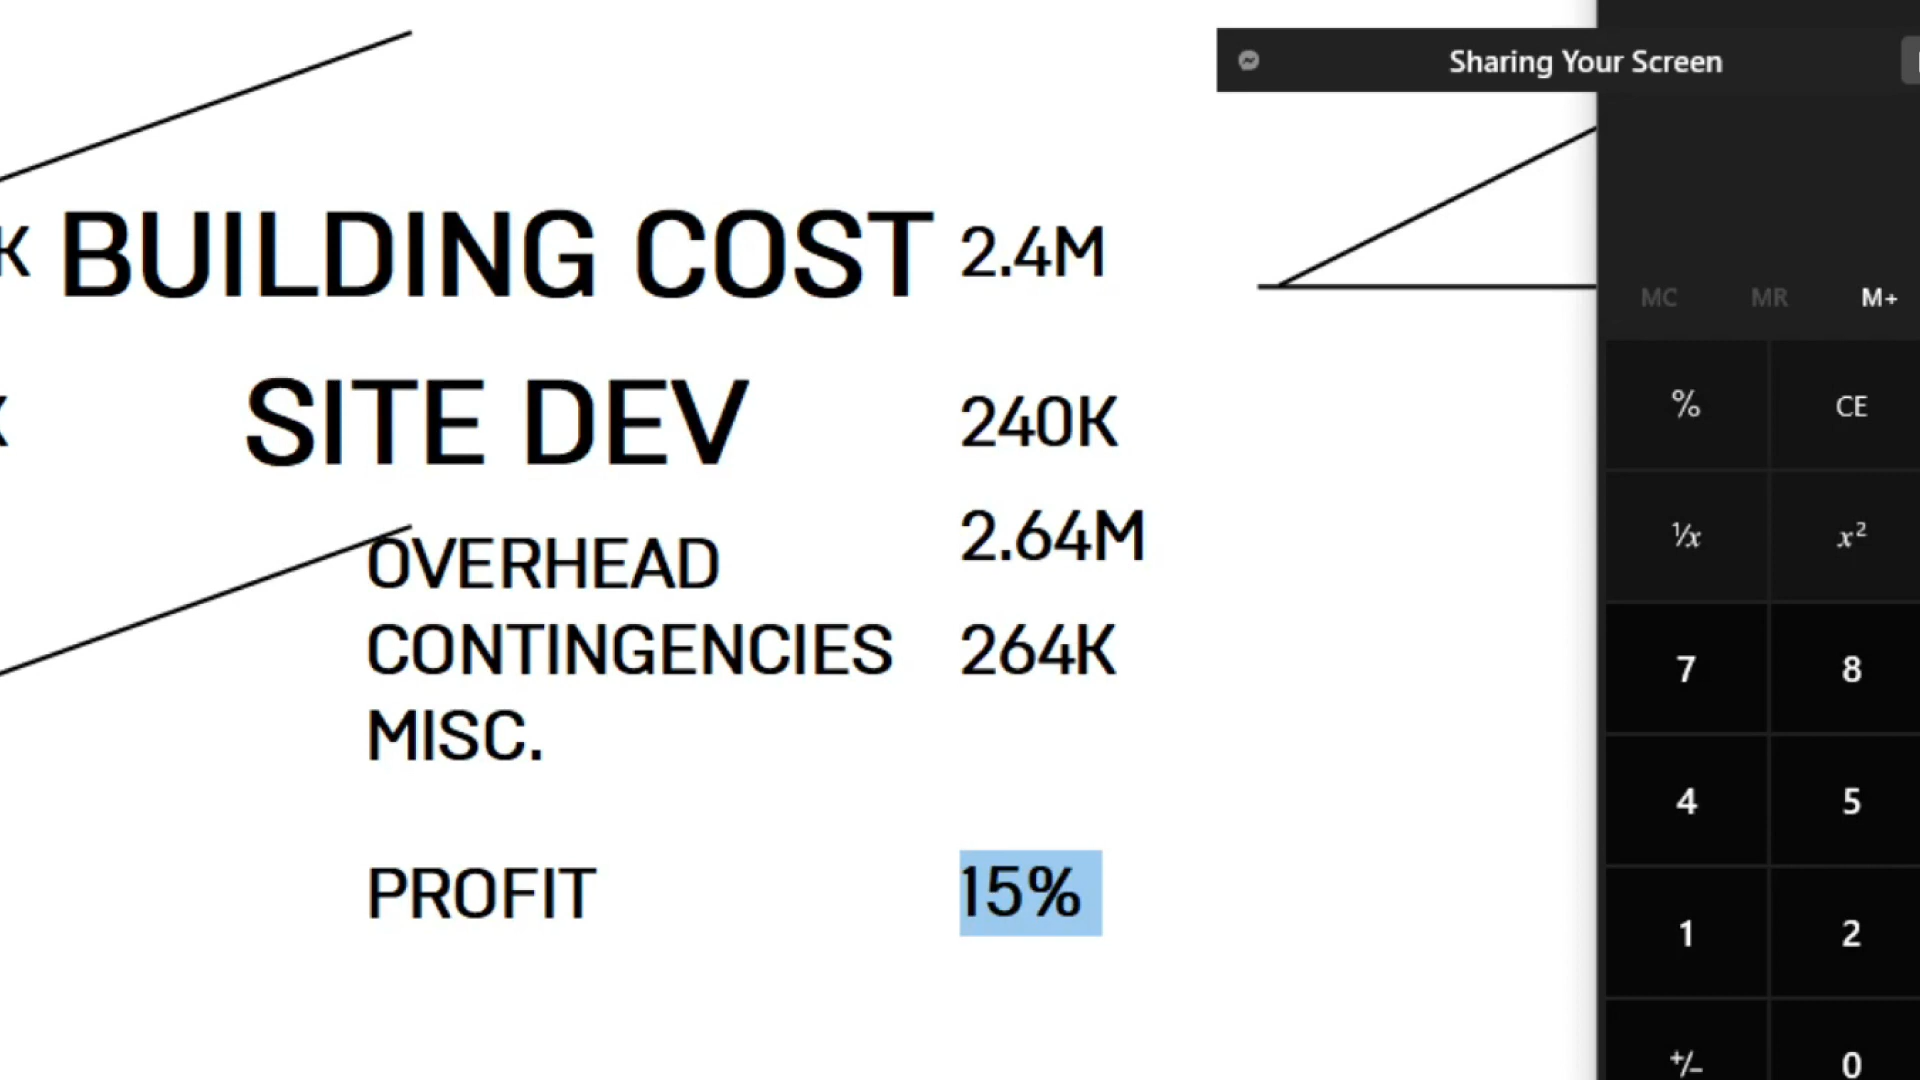 Sharing Your Screen
K BUILDING COST 2.4M
SITE DEV 240K
2.64M
OVERHEAD
CONTINGENCIES 264K
MISC.
PROFIT 15%
MC MR M+
% CE
¹/x x²
7 8
4 5
1 2
+/- 0